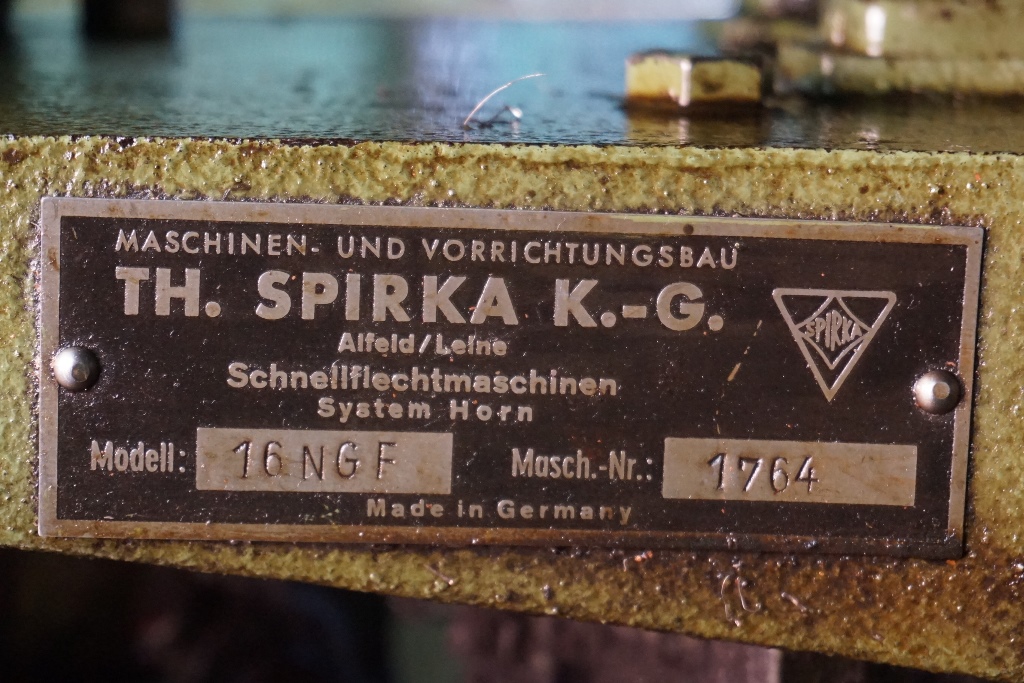 MASCHINEN- UND VORRICHTUNGSBAU
TH. SPIRKA K.-G.
SPIRKA
Alfeld/Leine
Schnellflechtmaschinen
System Horn
Modell: 16 NGF Masch.-Nr.: 1764
Made in Germany